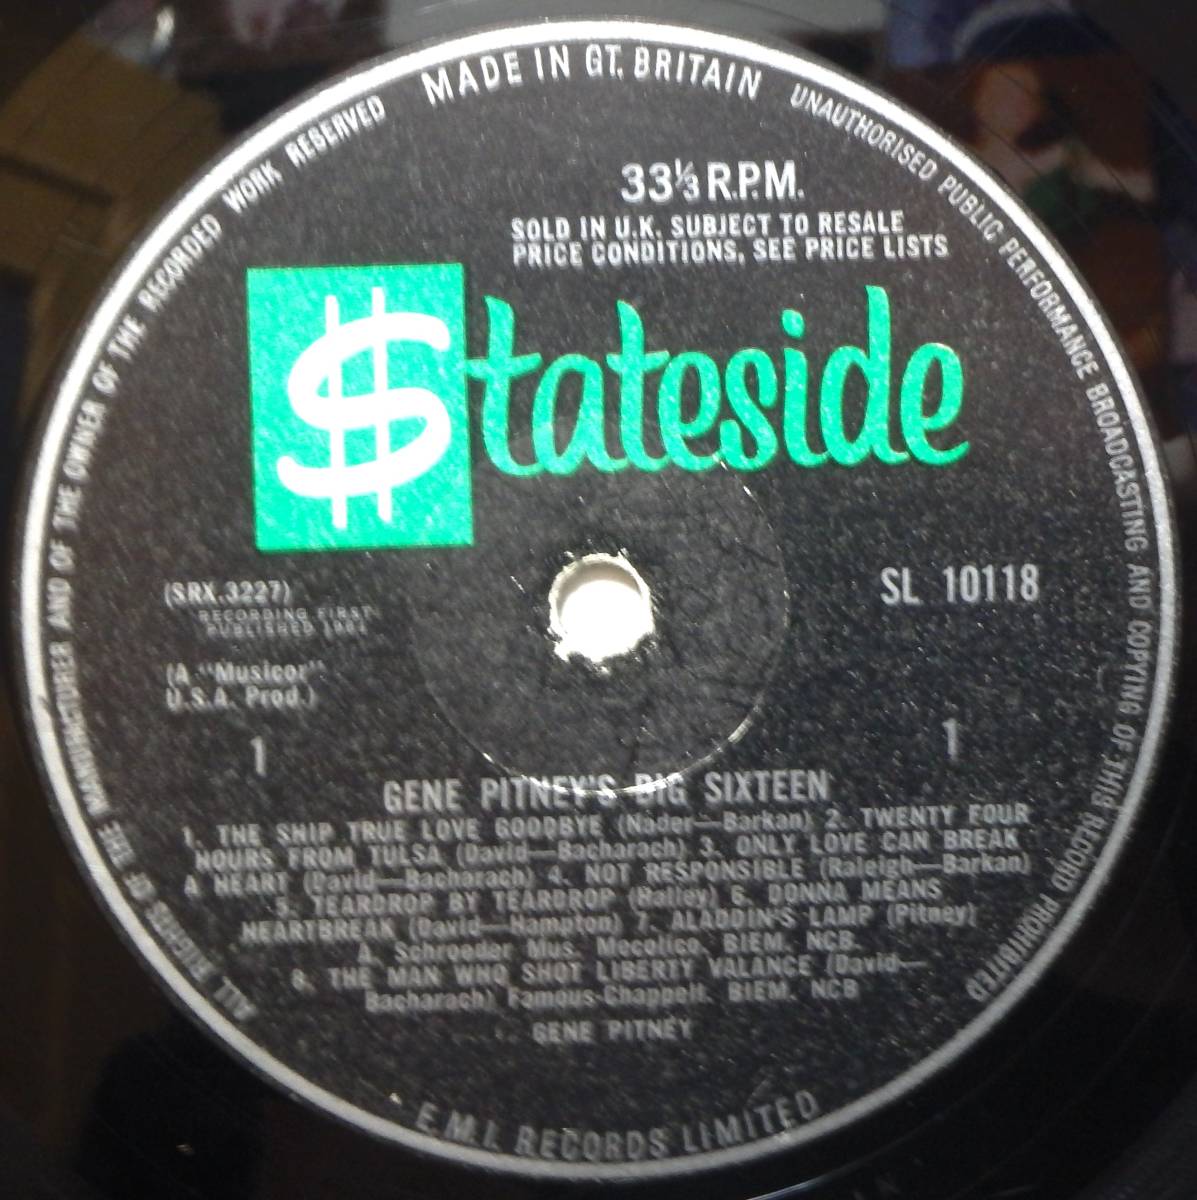 MADE IN GT. BRITAIN
UNAUTHORISED PUBLIC PERFORMANCE BROADCASTING AND COPYING OF THIS RECORD PROHIBITED
ALL RIGHTS OF THE MANUFACTURER AND OF THE OWNER OF THE RECORDED WORK RESERVED
33⅓ R.P.M.
SOLD IN U.K. SUBJECT TO RESALE
PRICE CONDITIONS, SEE PRICE LISTS
$tateside
(SRX.3227)
SL 10118
RECORDING FIRST
PUBLISHED
(A "Musicor"
U.S.A. Prod.)
1
1
GENE PITNEY'S BIG SIXTEEN
1. THE SHIP TRUE LOVE GOODBYE (Nader—Barkan) 2. TWENTY FOUR
HOURS FROM TULSA (David—Bacharach) 3. ONLY LOVE CAN BREAK
A HEART (David—Bacharach) 4. NOT RESPONSIBLE (Raleigh—Barkan)
5. TEARDROP BY TEARDROP (Halley) 6. DONNA MEANS
HEARTBREAK (David—Hampton) 7. ALADDIN'S LAMP (Pitney)
A. Schroeder Mus. Mecolico, BIEM. NCB.
8. THE MAN WHO SHOT LIBERTY VALANCE (David—
Bacharach) Famous-Chappell. BIEM. NCB
GENE PITNEY
E.M.I. RECORDS LIMITED